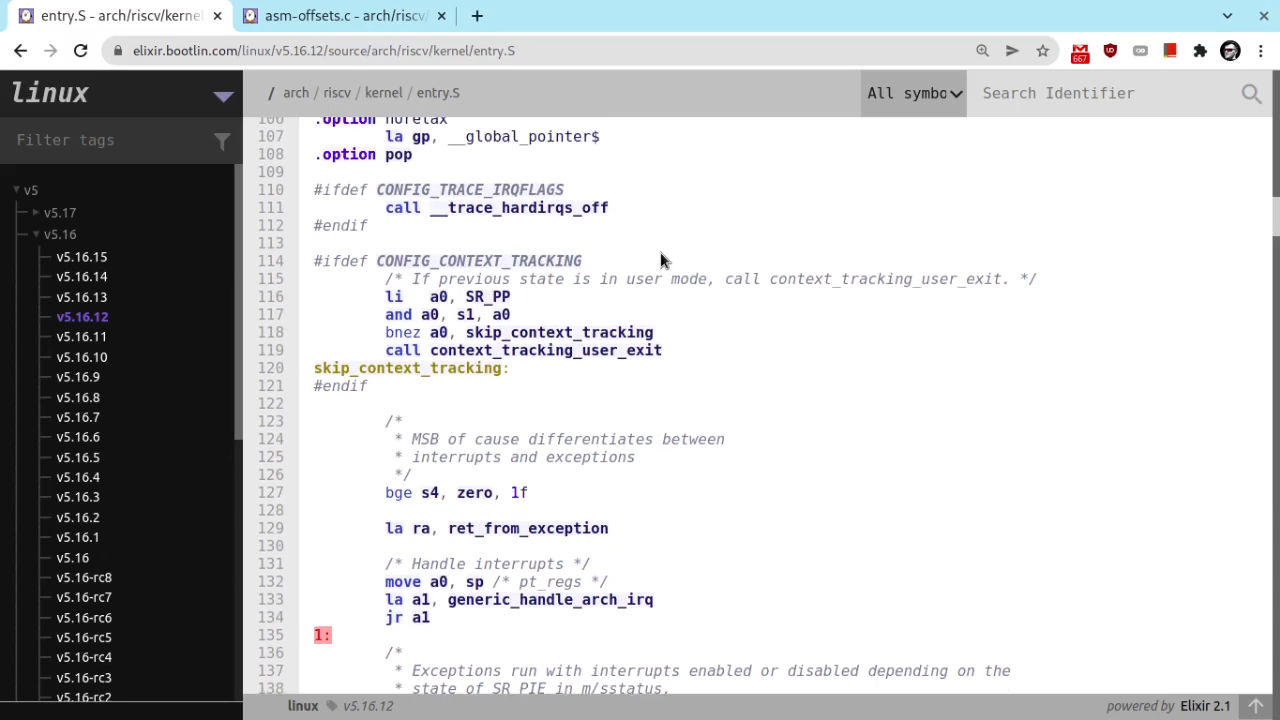 entry.S - arch/riscv/kerne
asm-offsets.c - arch/riscv/
elixir.bootlin.com/linux/v5.16.12/source/arch/riscv/kernel/entry.S
667
linux
/ arch / riscv / kernel / entry.S
All symbo
Search Identifier
Filter tags
v5
v5.17
v5.16
v5.16.15
v5.16.14
v5.16.13
v5.16.12
v5.16.11
v5.16.10
v5.16.9
v5.16.8
v5.16.7
v5.16.6
v5.16.5
v5.16.4
v5.16.3
v5.16.2
v5.16.1
v5.16
v5.16-rc8
v5.16-rc7
v5.16-rc6
v5.16-rc5
v5.16-rc4
v5.16-rc3
v5.16-rc2
106 .option norelax
107 la gp, __global_pointer$
108 .option pop
109
110 #ifdef CONFIG_TRACE_IRQFLAGS
111 call __trace_hardirqs_off
112 #endif
113
114 #ifdef CONFIG_CONTEXT_TRACKING
115 /* If previous state is in user mode, call context_tracking_user_exit. */
116 li a0, SR_PP
117 and a0, s1, a0
118 bnez a0, skip_context_tracking
119 call context_tracking_user_exit
120 skip_context_tracking:
121 #endif
122
123 /*
124 * MSB of cause differentiates between
125 * interrupts and exceptions
126 */
127 bge s4, zero, 1f
128
129 la ra, ret_from_exception
130
131 /* Handle interrupts */
132 move a0, sp /* pt_regs */
133 la a1, generic_handle_arch_irq
134 jr a1
135 1:
136 /*
137 * Exceptions run with interrupts enabled or disabled depending on the
138 * state of SR_PIE in m/sstatus.
linux v5.16.12
powered by Elixir 2.1